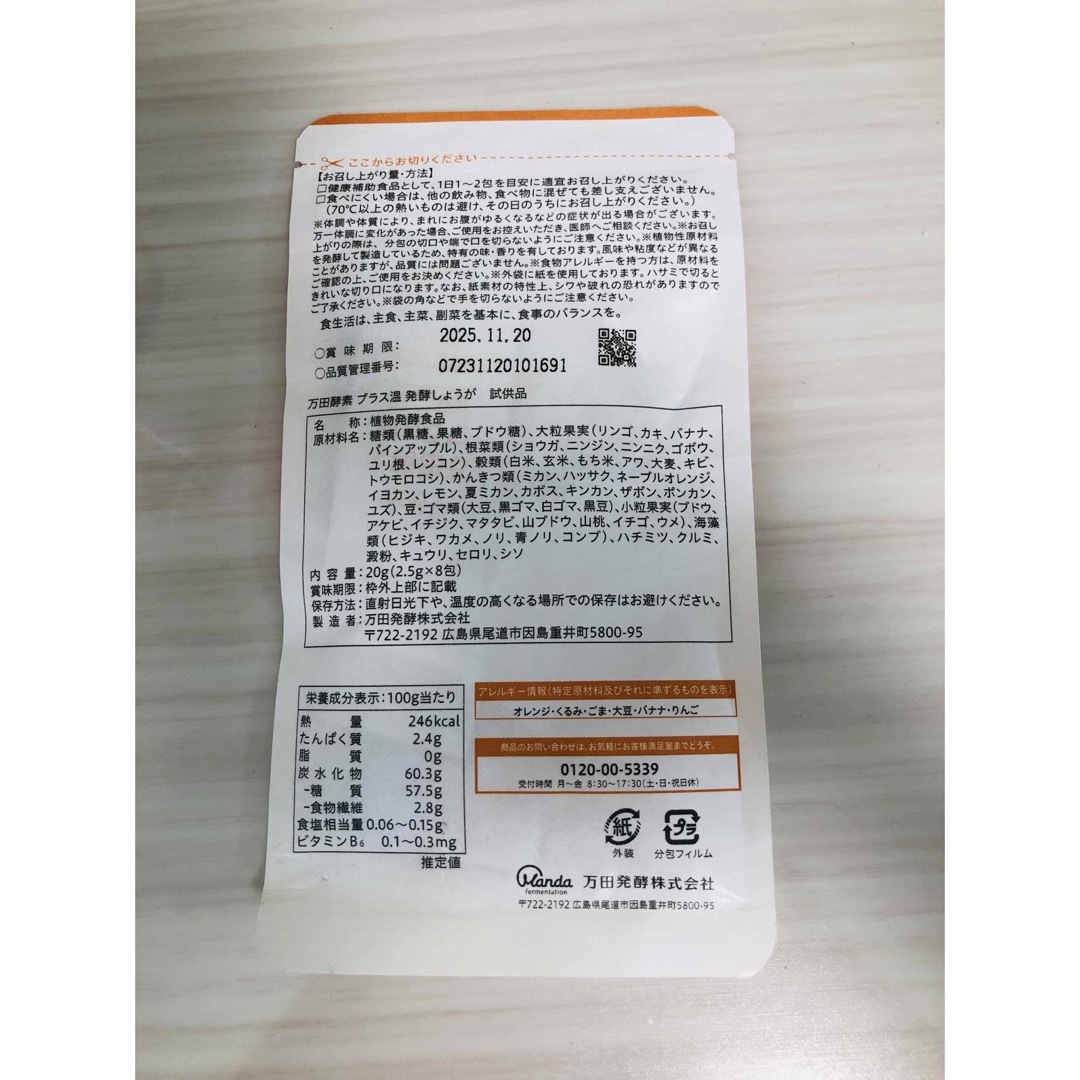 ここからお切りください
【お召し上がり量・方法】
□健康補助食品として、1日1～2包を目安に適宜お召し上がりください。
□食べにくい場合は、他の飲み物、食べ物に混ぜても差し支えございません。
（70℃以上の熱いものは避け、その日のうちにお召し上がりください。）
※体調や体質により、まれにお腹がゆるくなるなどの症状が出る場合がございます。
万一体調に変化があった場合、ご使用をお控えいただき、医師へご相談ください。※お召し
上がりの際は、分包の切口や端で口を切らないようにご注意ください。※植物性原材料
を発酵して製造しているため、特有の味・香りを有しております。風味や粘度などが異なる
ことがありますが、品質には問題ございません。※食物アレルギーを持つ方は、原材料を
ご確認の上、ご使用をお決めください。※外袋に紙を使用しております。ハサミで切ると
きれいな切り口になります。なお、紙素材の特性上、シワや破れの恐れがありますので
ご了承ください。※袋の角などで手を切らないようにご注意ください。
食生活は、主食、主菜、副菜を基本に、食事のバランスを。
○賞味期限： 2025.11.20
○品質管理番号： 07231120101691
万田酵素 プラス温 発酵しょうが 試供品
名称：植物発酵食品
原材料名：糖類（黒糖、果糖、ブドウ糖）、大粒果実（リンゴ、カキ、バナナ、
パインアップル）、根菜類（ショウガ、ニンジン、ニンニク、ゴボウ、
ユリ根、レンコン）、穀類（白米、玄米、もち米、アワ、大麦、キビ、
トウモロコシ）、かんきつ類（ミカン、ハッサク、ネーブルオレンジ、
イヨカン、レモン、夏ミカン、カボス、キンカン、ザボン、ポンカン、
ユズ）、豆・ゴマ類（大豆、黒ゴマ、白ゴマ、黒豆）、小粒果実（ブドウ、
アケビ、イチジク、マタタビ、山ブドウ、山桃、イチゴ、ウメ）、海藻
類（ヒジキ、ワカメ、ノリ、青ノリ、コンブ）、ハチミツ、クルミ、
澱粉、キュウリ、セロリ、シソ
内容量：20g（2.5g×8包）
賞味期限：枠外上部に記載
保存方法：直射日光下や、温度の高くなる場所での保存はお避けください。
製造者：万田発酵株式会社
〒722-2192 広島県尾道市因島重井町5800-95
栄養成分表示：100g当たり
熱量 246kcal
たんぱく質 2.4g
脂質 0g
炭水化物 60.3g
-糖質 57.5g
-食物繊維 2.8g
食塩相当量 0.06～0.15g
ビタミンB₆ 0.1～0.3mg
推定値
アレルギー情報（特定原材料及びそれに準ずるものを表示）
オレンジ・くるみ・ごま・大豆・バナナ・りんご
商品のお問い合わせは、お気軽にお客様満足室までどうぞ。
0120-00-5339
受付時間 月～金 8:30～17:30（土・日・祝日休）
紙 プラ
外装 分包フィルム
Manda fermentation 万田発酵株式会社
〒722-2192 広島県尾道市因島重井町5800-95